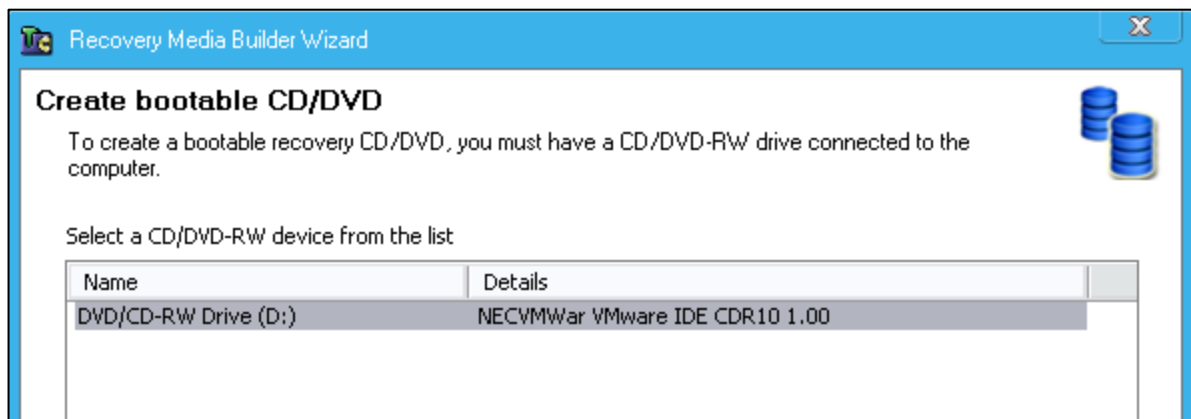 Recovery Media Builder Wizard
Create bootable CD/DVD
To create a bootable recovery CD/DVD, you must have a CD/DVD-RW drive connected to the
computer.
Select a CD/DVD-RW device from the list
Name Details
DVD/CD-RW Drive (D:) NECVMWar VMware IDE CDR10 1.00